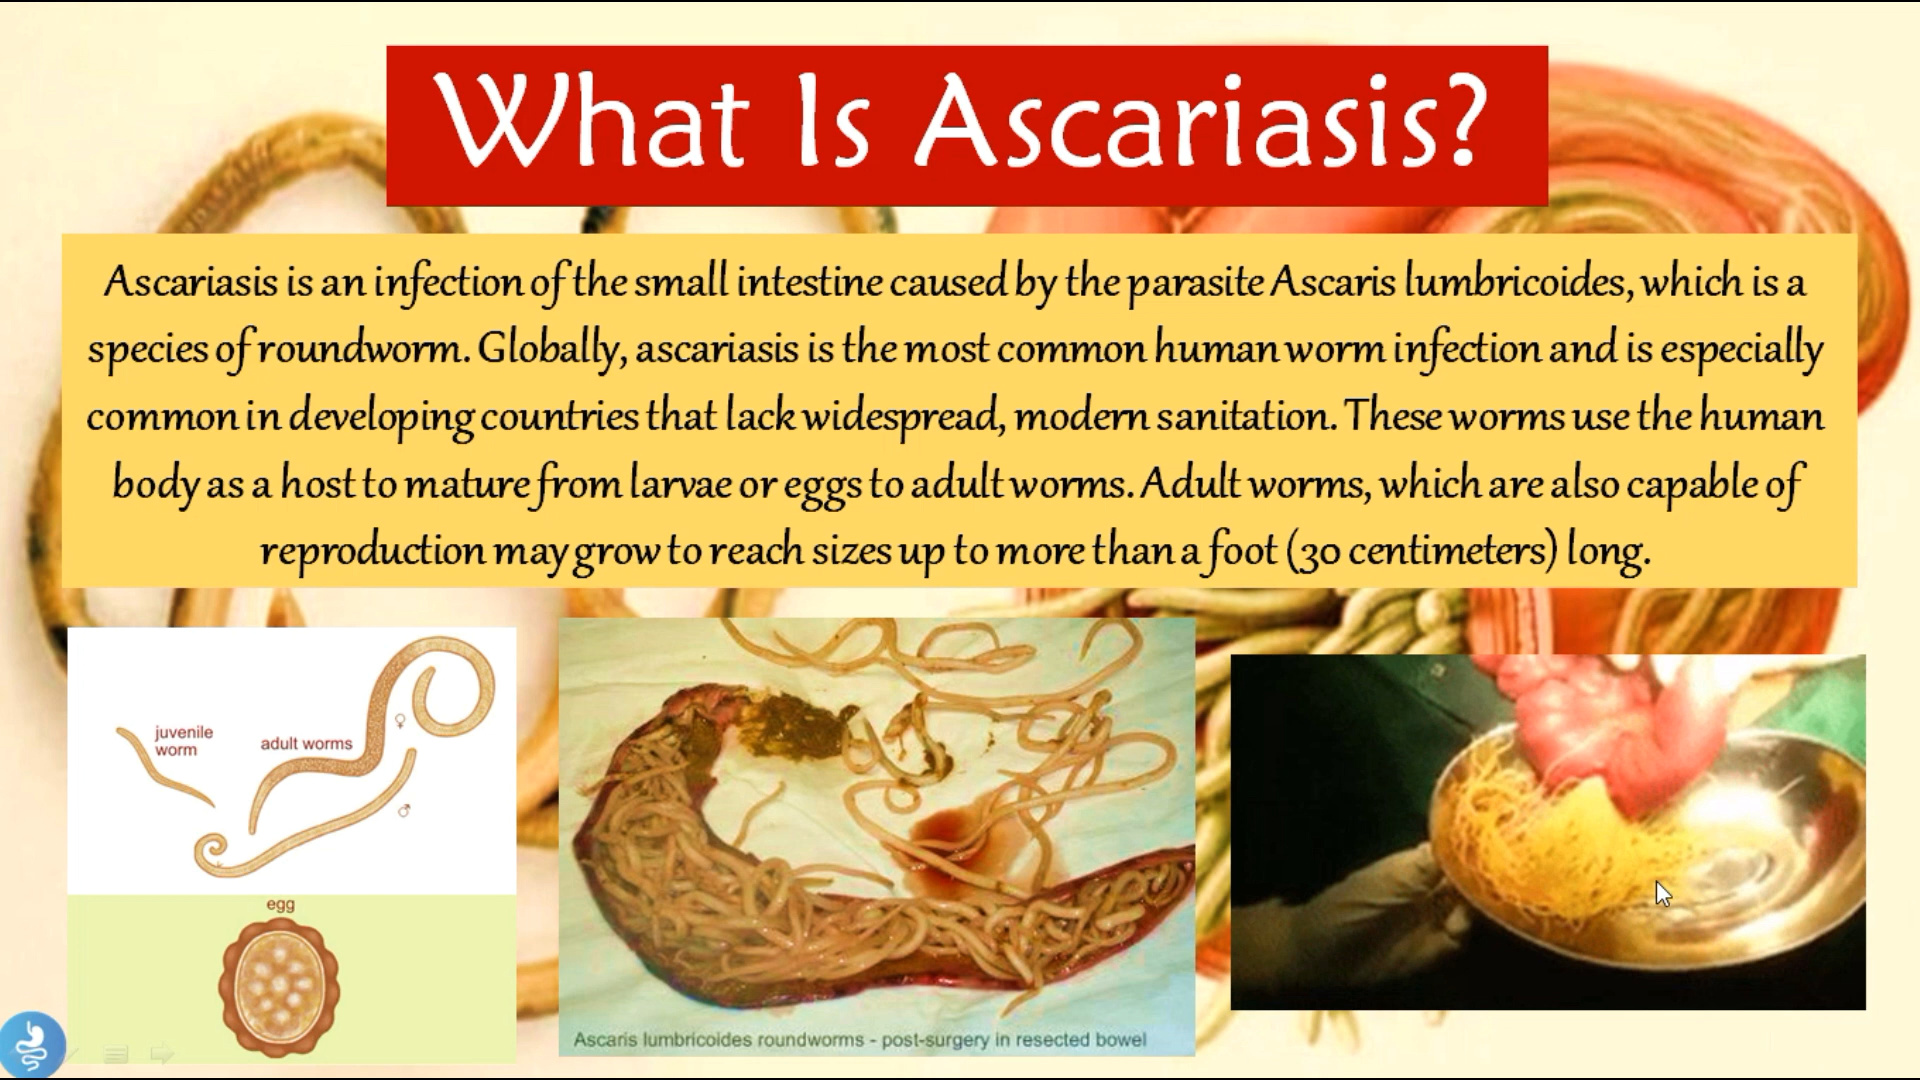 What Is Ascariasis?
Ascariasis is an infection of the small intestine caused by the parasite Ascaris lumbricoides, which is a
species of roundworm. Globally, ascariasis is the most common human worm infection and is especially
common in developing countries that lack widespread, modern sanitation. These worms use the human
body as a host to mature from larvae or eggs to adult worms. Adult worms, which are also capable of
reproduction may grow to reach sizes up to more than a foot (30 centimeters) long.
juvenile
worm
adult worms
♀
♂
egg
Ascaris lumbricoides roundworms - post-surgery in resected bowel